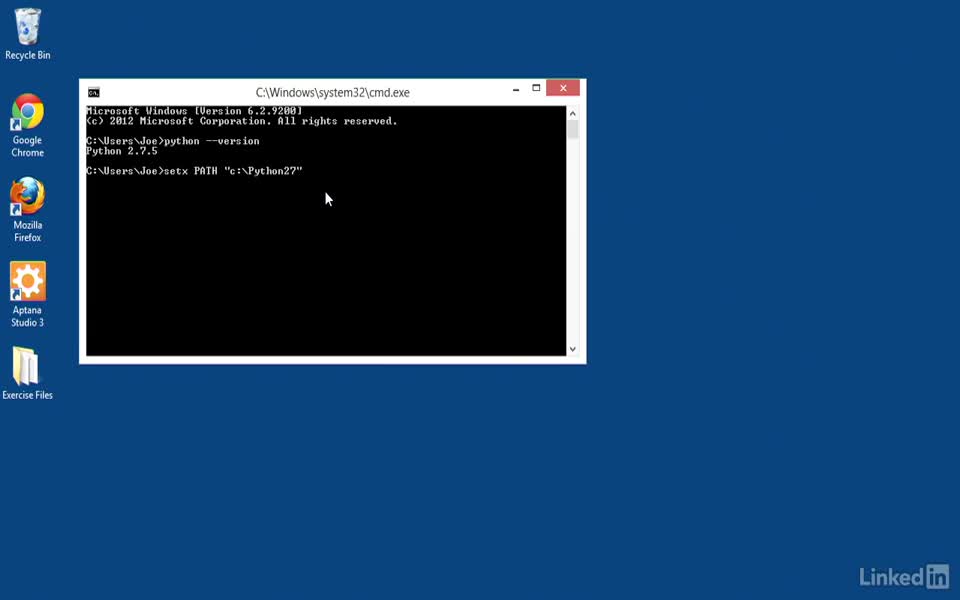 Recycle Bin
Google
Chrome
Mozilla
Firefox
Aptana
Studio 3
Exercise Files
C:\Windows\system32\cmd.exe
Microsoft Windows [Version 6.2.9200]
(c) 2012 Microsoft Corporation. All rights reserved.
C:\Users\Joe>python --version
Python 2.7.5
C:\Users\Joe>setx PATH "c:\Python27"
Linked in